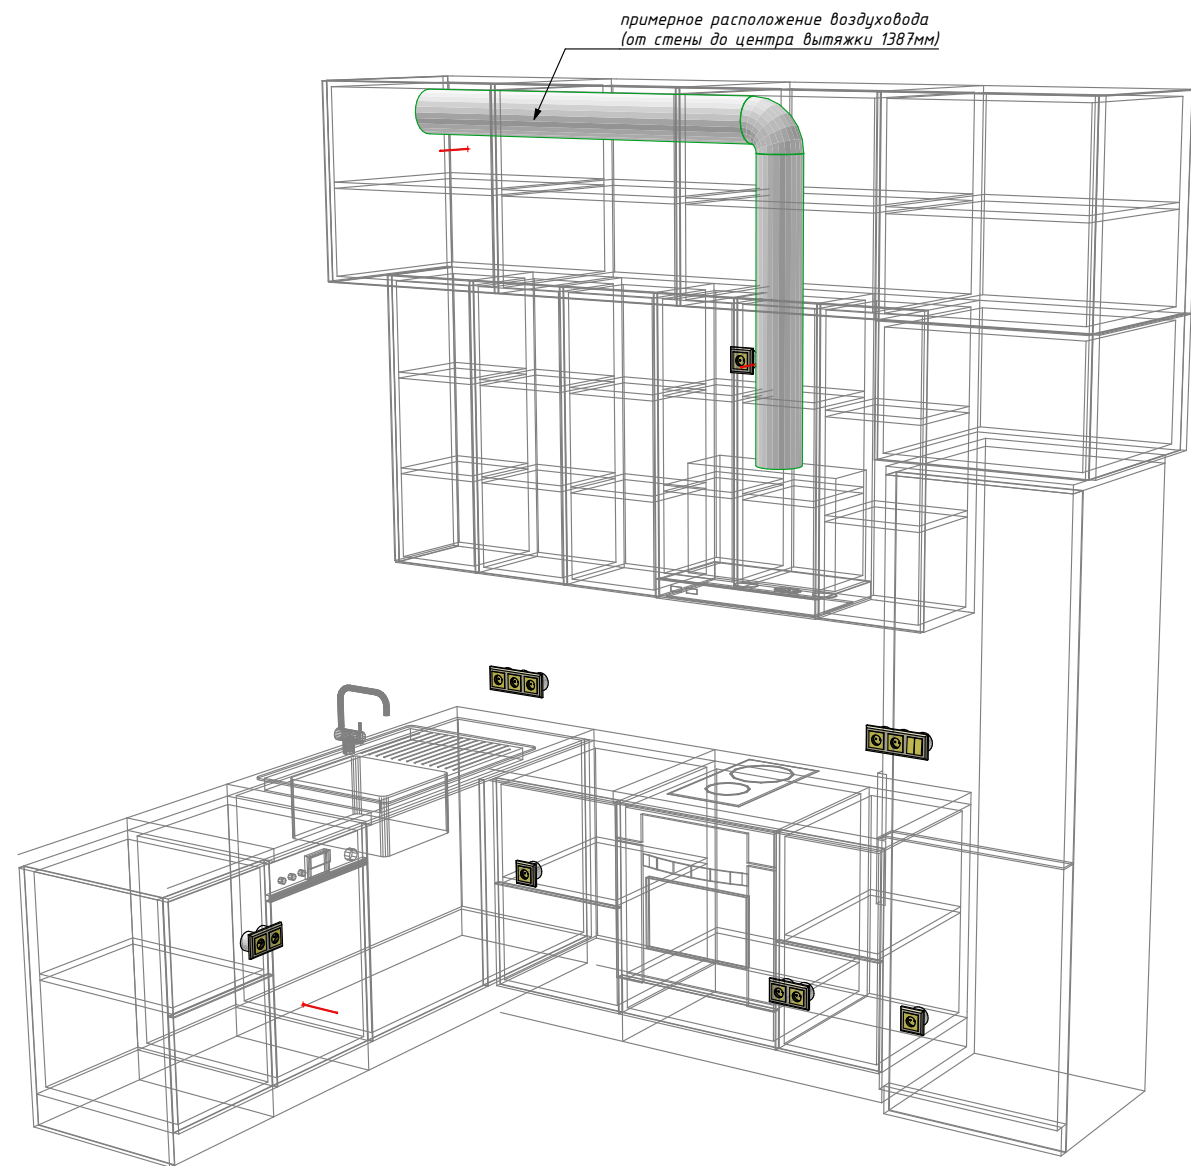 примерное расположение воздуховода
(от стены до центра вытяжки 1387мм)